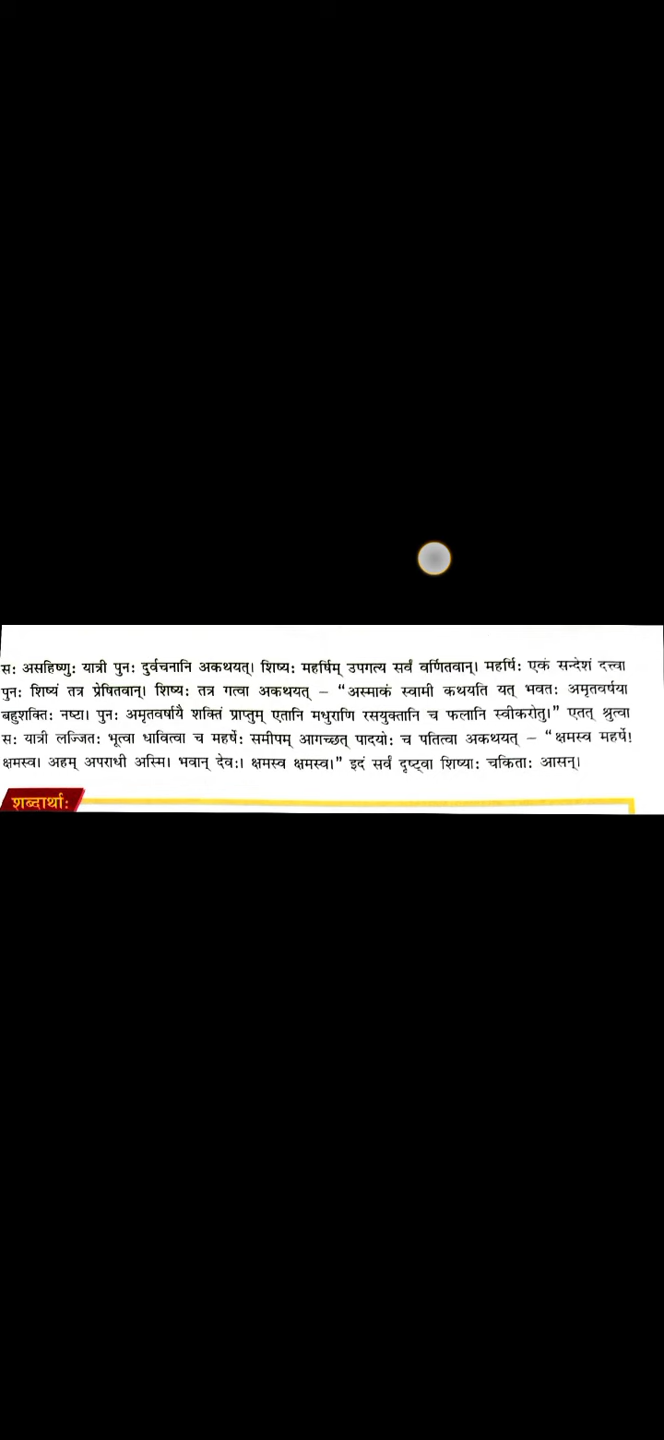 सः असहिष्णुः यात्री पुनः दुर्वचनानि अकथयत्। शिष्यः महर्षिम् उपगत्य सर्वं वर्णितवान्। महर्षिः एकं सन्देशं दत्त्वा
पुनः शिष्यं तत्र प्रेषितवान्। शिष्यः तत्र गत्वा अकथयत् – “अस्माकं स्वामी कथयति यत् भवतः अमृतवर्षया
बहुशक्तिः नष्टा। पुनः अमृतवर्षायै शक्तिं प्राप्तुम् एतानि मधुराणि रसयुक्तानि च फलानि स्वीकरोतु।” एतत् श्रुत्वा
सः यात्री लज्जितः भूत्वा धावित्वा च महर्षेः समीपम् आगच्छत् पादयोः च पतित्वा अकथयत् – “क्षमस्व महर्षे!
क्षमस्व। अहम् अपराधी अस्मि। भवान् देवः। क्षमस्व क्षमस्व।” इदं सर्वं दृष्ट्वा शिष्याः चकिताः आसन्।
शब्दार्थाः